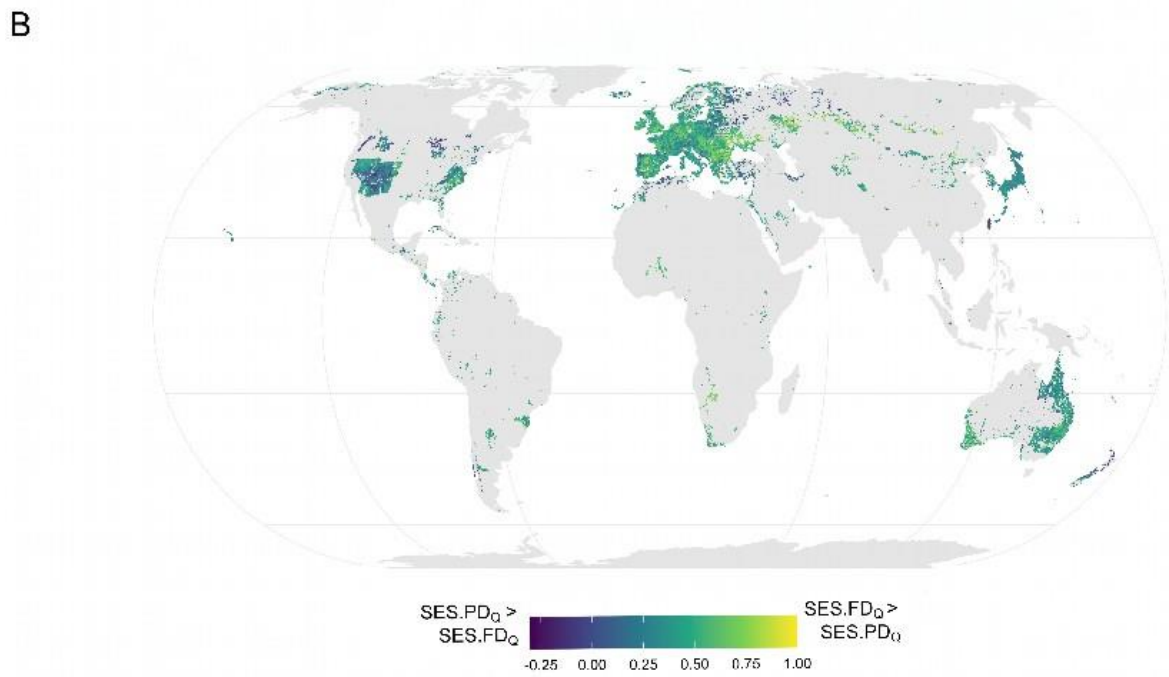 B
SES.PDQ >
SES.FDQ
SES.FDQ >
SES.PDQ
-0.25 0.00 0.25 0.50 0.75 1.00